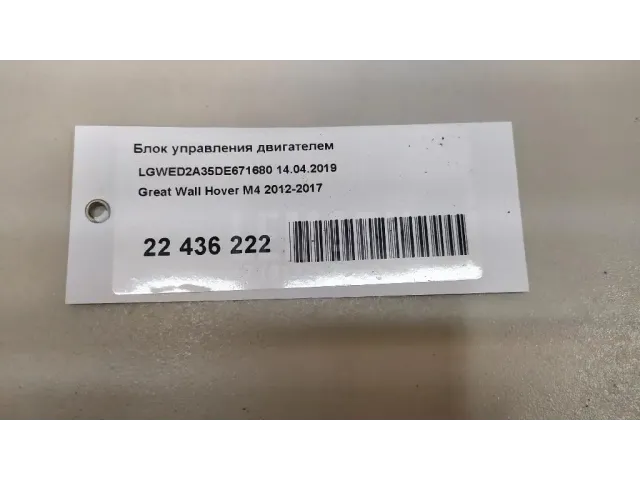 Блок управления двигателем
LGWED2A35DE671680 14.04.2019
Great Wall Hover M4 2012-2017
22 436 222